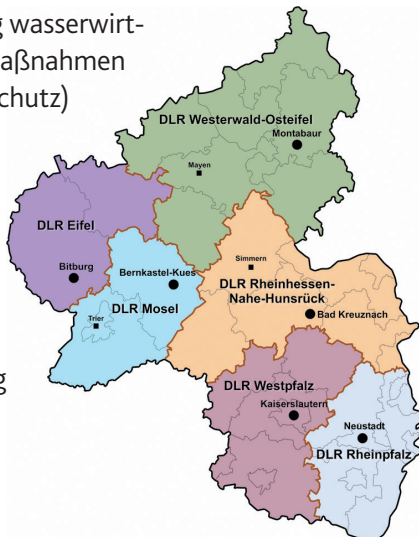 g wasserwirt-
aßnahmen
chutz)
DLR Westerwald-Osteifel
Montabaur
Mayen
DLR Eifel
Bitburg
Bernkastel-Kues
Simmern
DLR Rheinhessen-
Nahe-Hunsrück
Trier
DLR Mosel
Bad Kreuznach
g
DLR Westpfalz
Kaiserslautern
Neustadt
DLR Rheinpfalz